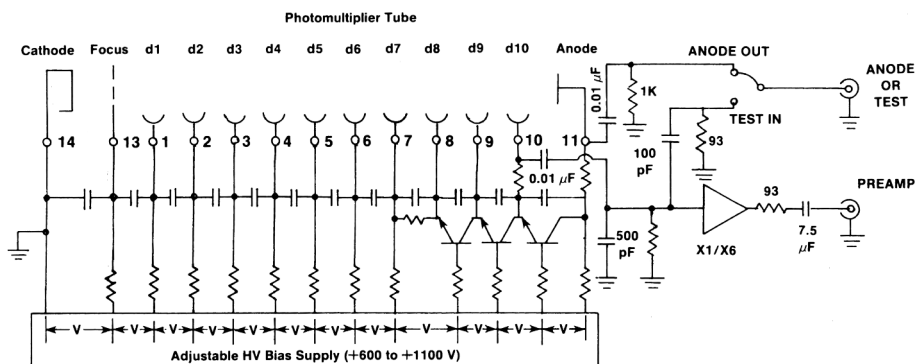 Photomultiplier Tube
Cathode Focus d1 d2 d3 d4 d5 d6 d7 d8 d9 d10 Anode
ANODE OUT
ANODE
OR
TEST
0.01 μF
1K
TEST IN
14 13 1 2 3 4 5 6 7 8 9 10 11
100
pF
93
0.01 μF
PREAMP
93
7.5
μF
500
pF
X1/X6
V V V V V V V V V V V V
Adjustable HV Bias Supply (+600 to +1100 V)